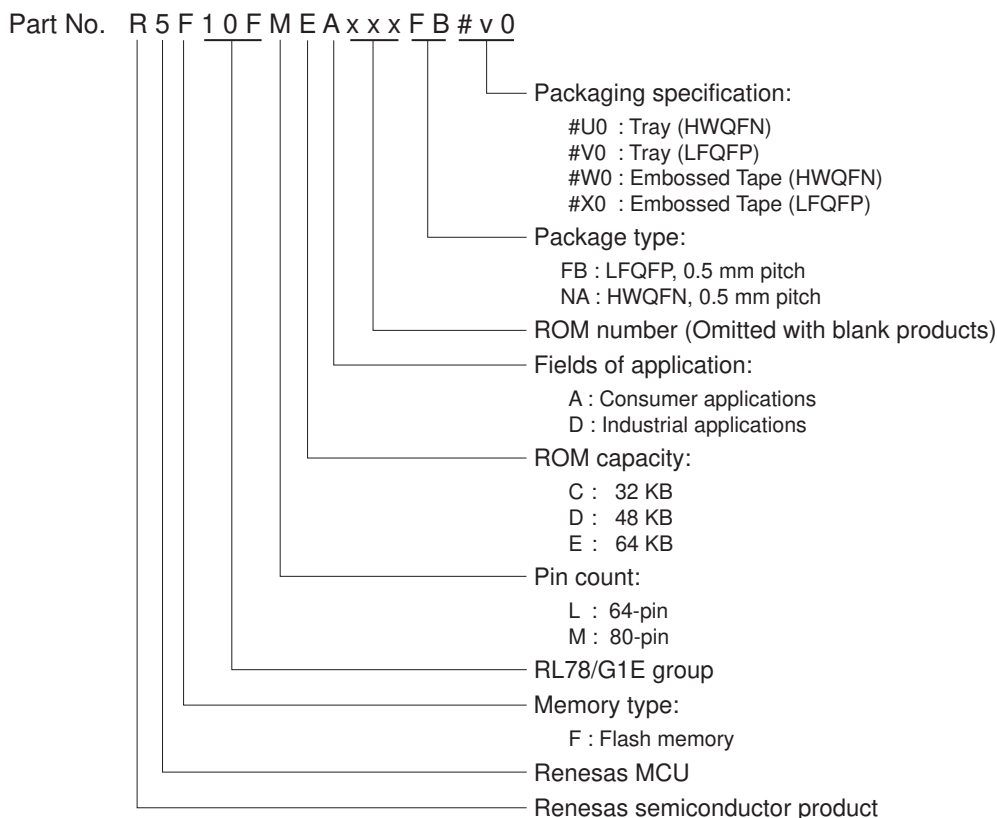 Part No. R 5 F 1 0 F M E A x x x F B # v 0
Packaging specification:
#U0 : Tray (HWQFN)
#V0 : Tray (LFQFP)
#W0 : Embossed Tape (HWQFN)
#X0 : Embossed Tape (LFQFP)
Package type:
FB : LFQFP, 0.5 mm pitch
NA : HWQFN, 0.5 mm pitch
ROM number (Omitted with blank products)
Fields of application:
A : Consumer applications
D : Industrial applications
ROM capacity:
C : 32 KB
D : 48 KB
E : 64 KB
Pin count:
L : 64-pin
M : 80-pin
RL78/G1E group
Memory type:
F : Flash memory
Renesas MCU
Renesas semiconductor product